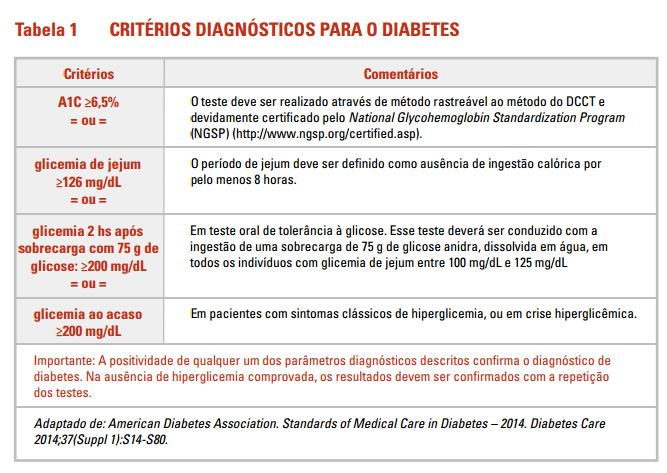 Tabela 1 CRITÉRIOS DIAGNÓSTICOS PARA O DIABETES
Critérios Comentários
A1C ≥6,5%
= ou =
O teste deve ser realizado através de método rastreável ao método do DCCT e
devidamente certificado pelo National Glycohemoglobin Standardization Program
(NGSP) (http://www.ngsp.org/certified.asp).
glicemia de jejum
≥126 mg/dL
= ou =
O período de jejum deve ser definido como ausência de ingestão calórica por
pelo menos 8 horas.
glicemia 2 hs após
sobrecarga com 75 g de
glicose: ≥200 mg/dL
= ou =
Em teste oral de tolerância à glicose. Esse teste deverá ser conduzido com a
ingestão de uma sobrecarga de 75 g de glicose anidra, dissolvida em água, em
todos os indivíduos com glicemia de jejum entre 100 mg/dL e 125 mg/dL
glicemia ao acaso
≥200 mg/dL
Em pacientes com sintomas clássicos de hiperglicemia, ou em crise hiperglicêmica.
Importante: A positividade de qualquer um dos parâmetros diagnósticos descritos confirma o diagnóstico de
diabetes. Na ausência de hiperglicemia comprovada, os resultados devem ser confirmados com a repetição
dos testes.
Adaptado de: American Diabetes Association. Standards of Medical Care in Diabetes – 2014. Diabetes Care
2014;37(Suppl 1):S14-S80.